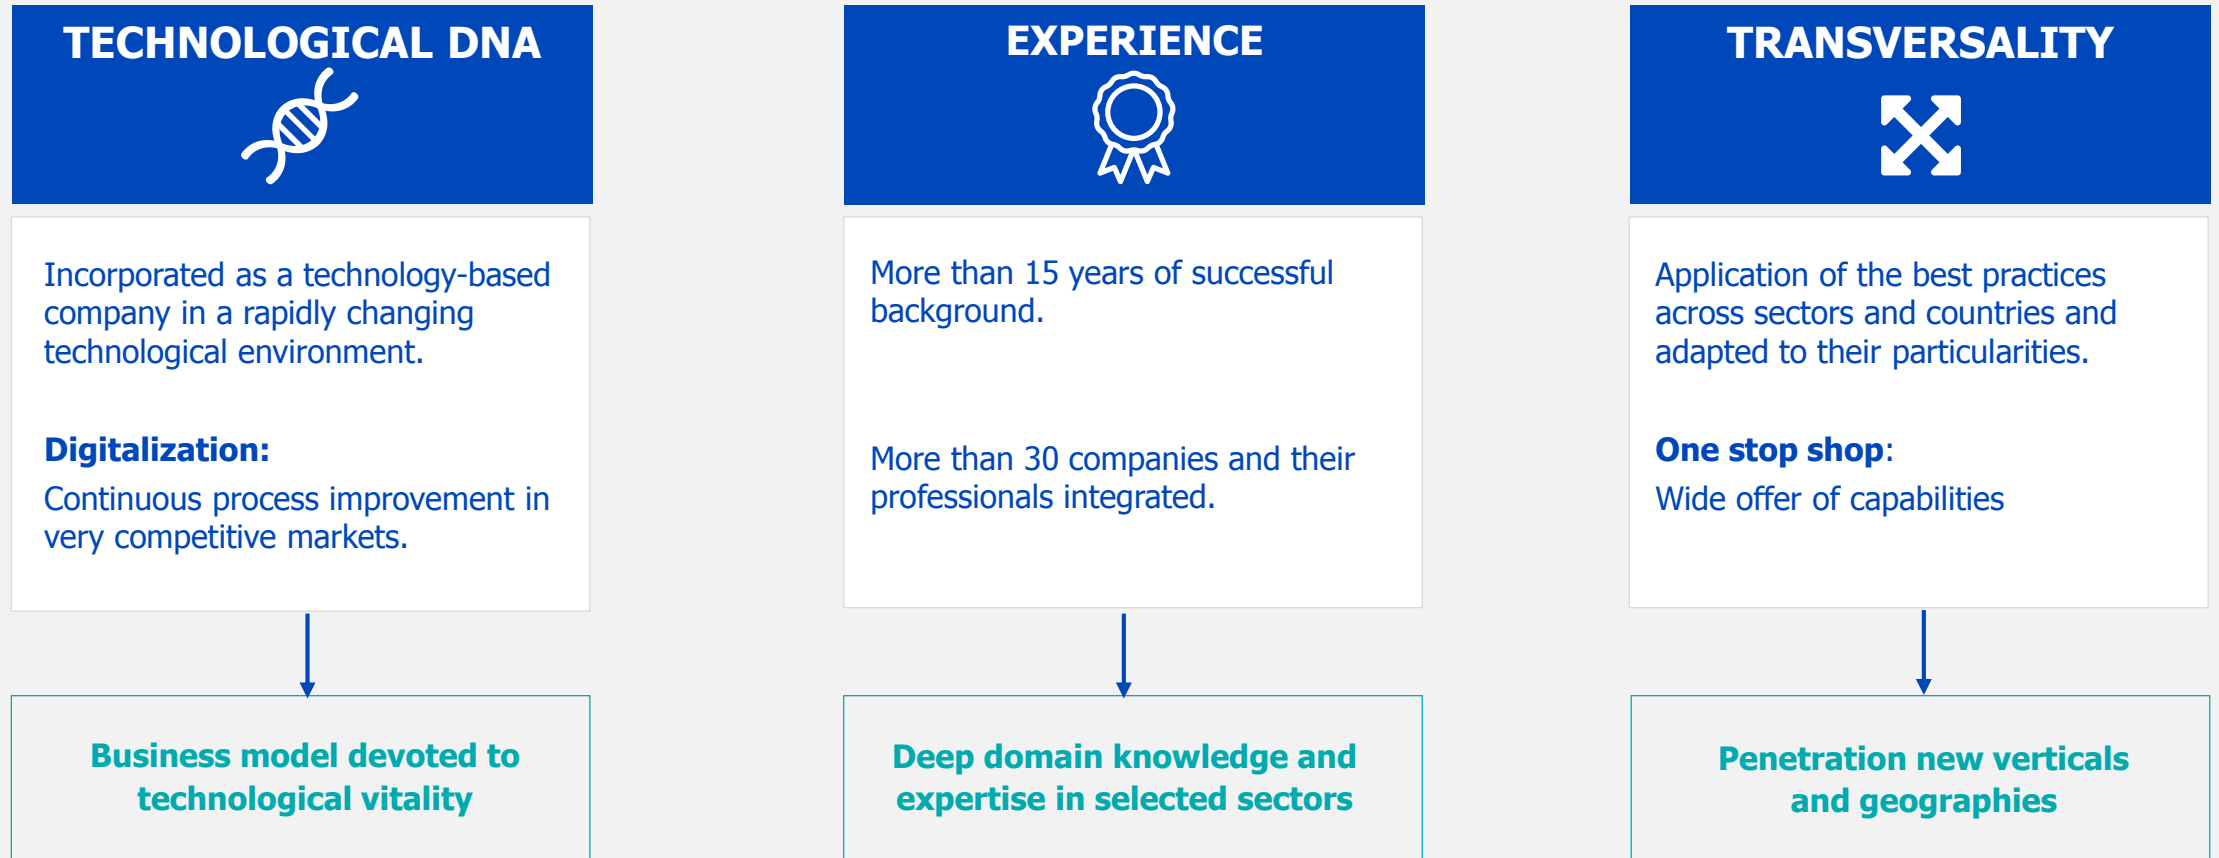 TECHNOLOGICAL DNA
Incorporated as a technology-based
company in a rapidly changing
technological environment.
Digitalization:
Continuous process improvement in
very competitive markets.
Business model devoted to
technological vitality
EXPERIENCE
More than 15 years of successful
background.
More than 30 companies and their
professionals integrated.
Deep domain knowledge and
expertise in selected sectors
TRANSVERSALITY
Application of the best practices
across sectors and countries and
adapted to their particularities.
One stop shop:
Wide offer of capabilities
Penetration new verticals
and geographies